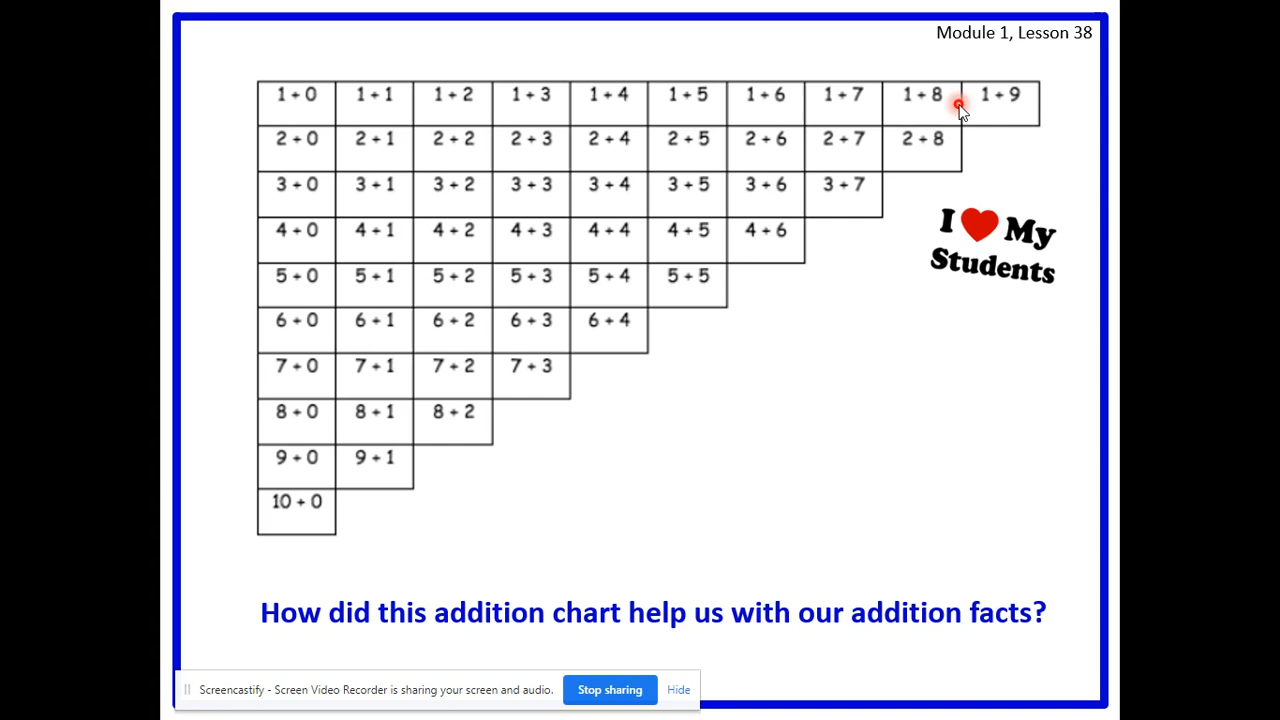 Module 1, Lesson 38
1 + 0 1 + 1 1 + 2 1 + 3 1 + 4 1 + 5 1 + 6 1 + 7 1 + 8 1 + 9
2 + 0 2 + 1 2 + 2 2 + 3 2 + 4 2 + 5 2 + 6 2 + 7 2 + 8
3 + 0 3 + 1 3 + 2 3 + 3 3 + 4 3 + 5 3 + 6 3 + 7
4 + 0 4 + 1 4 + 2 4 + 3 4 + 4 4 + 5 4 + 6
5 + 0 5 + 1 5 + 2 5 + 3 5 + 4 5 + 5
6 + 0 6 + 1 6 + 2 6 + 3 6 + 4
7 + 0 7 + 1 7 + 2 7 + 3
8 + 0 8 + 1 8 + 2
9 + 0 9 + 1
10 + 0
I ❤ My
Students
How did this addition chart help us with our addition facts?
Screencastify - Screen Video Recorder is sharing your screen and audio. Stop sharing Hide